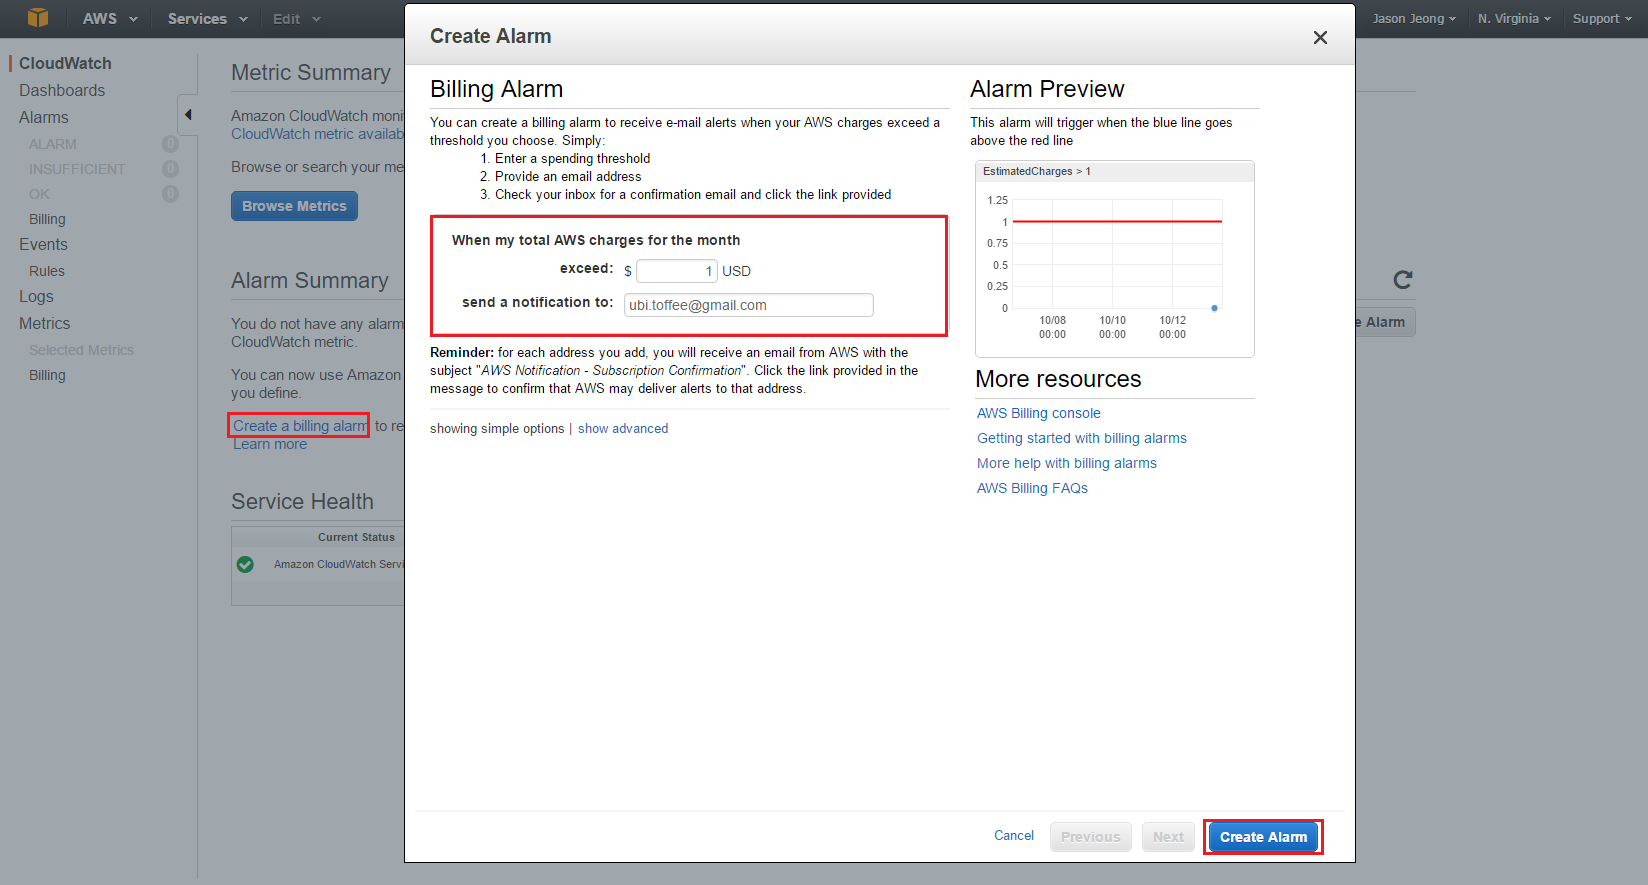 AWS
Services
Edit
Jason Jeong
N. Virginia
Support
CloudWatch
Dashboards
Alarms
ALARM 0
INSUFFICIENT 0
OK 0
Billing
Events
Rules
Logs
Metrics
Selected Metrics
Billing
Metric Summary
Amazon CloudWatch moni
CloudWatch metric availab
Browse or search your me
Browse Metrics
Alarm Summary
You do not have any alarm
CloudWatch metric.
You can now use Amazon
you define.
Create a billing alarm to re
Learn more
Service Health
Current Status
Amazon CloudWatch Servi
Create Alarm
Billing Alarm
You can create a billing alarm to receive e-mail alerts when your AWS charges exceed a
threshold you choose. Simply:
1. Enter a spending threshold
2. Provide an email address
3. Check your inbox for a confirmation email and click the link provided
When my total AWS charges for the month
exceed: $ 1 USD
send a notification to: ubi.toffee@gmail.com
Reminder: for each address you add, you will receive an email from AWS with the
subject "AWS Notification - Subscription Confirmation". Click the link provided in the
message to confirm that AWS may deliver alerts to that address.
showing simple options | show advanced
Alarm Preview
This alarm will trigger when the blue line goes
above the red line
EstimatedCharges > 1
1.25
1
0.75
0.5
0.25
0
10/08 10/10 10/12
00:00 00:00 00:00
More resources
AWS Billing console
Getting started with billing alarms
More help with billing alarms
AWS Billing FAQs
e Alarm
Cancel
Previous
Next
Create Alarm